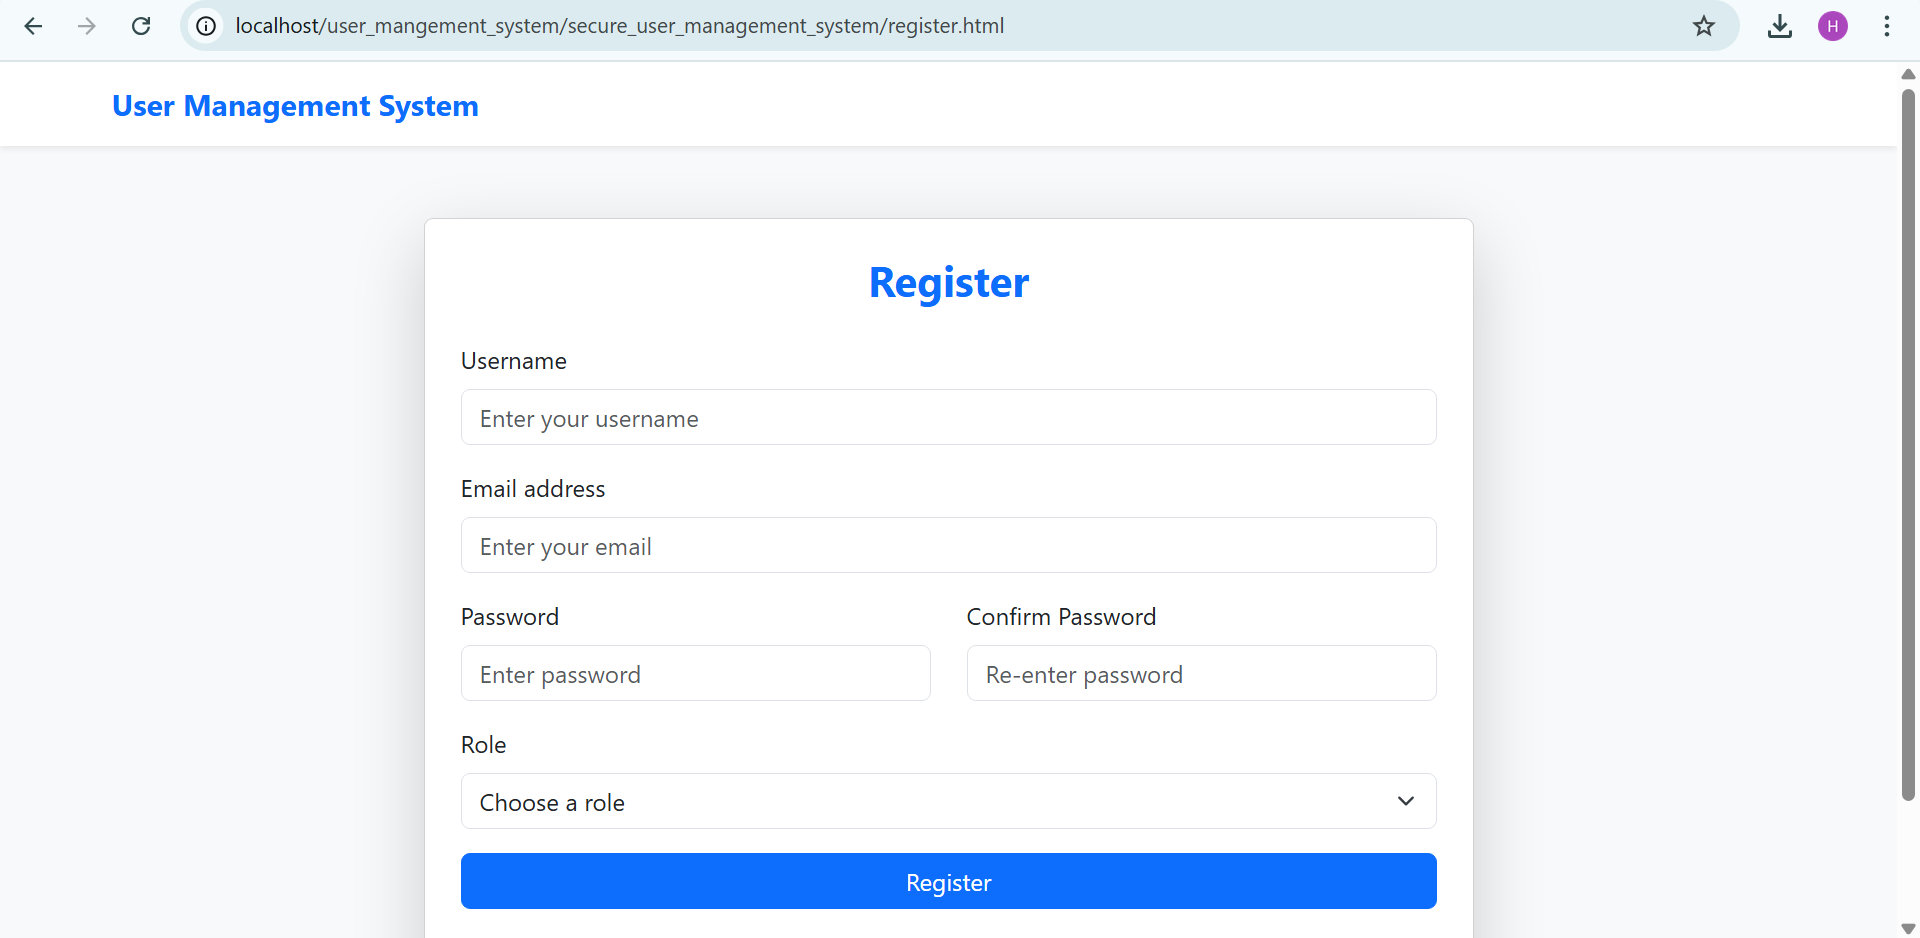 localhost/user_mangement_system/secure_user_management_system/register.html
H
User Management System
Register
Username
Enter your username
Email address
Enter your email
Password
Confirm Password
Enter password
Re-enter password
Role
Choose a role
Register